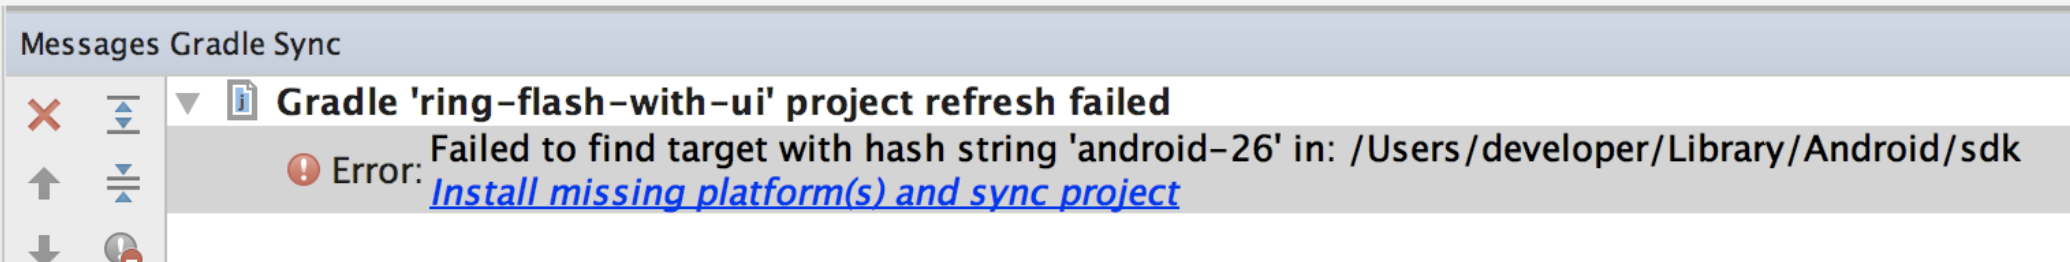 Messages Gradle Sync
Gradle 'ring-flash-with-ui' project refresh failed
Error: Failed to find target with hash string 'android-26' in: /Users/developer/Library/Android/sdk
Install missing platform(s) and sync project